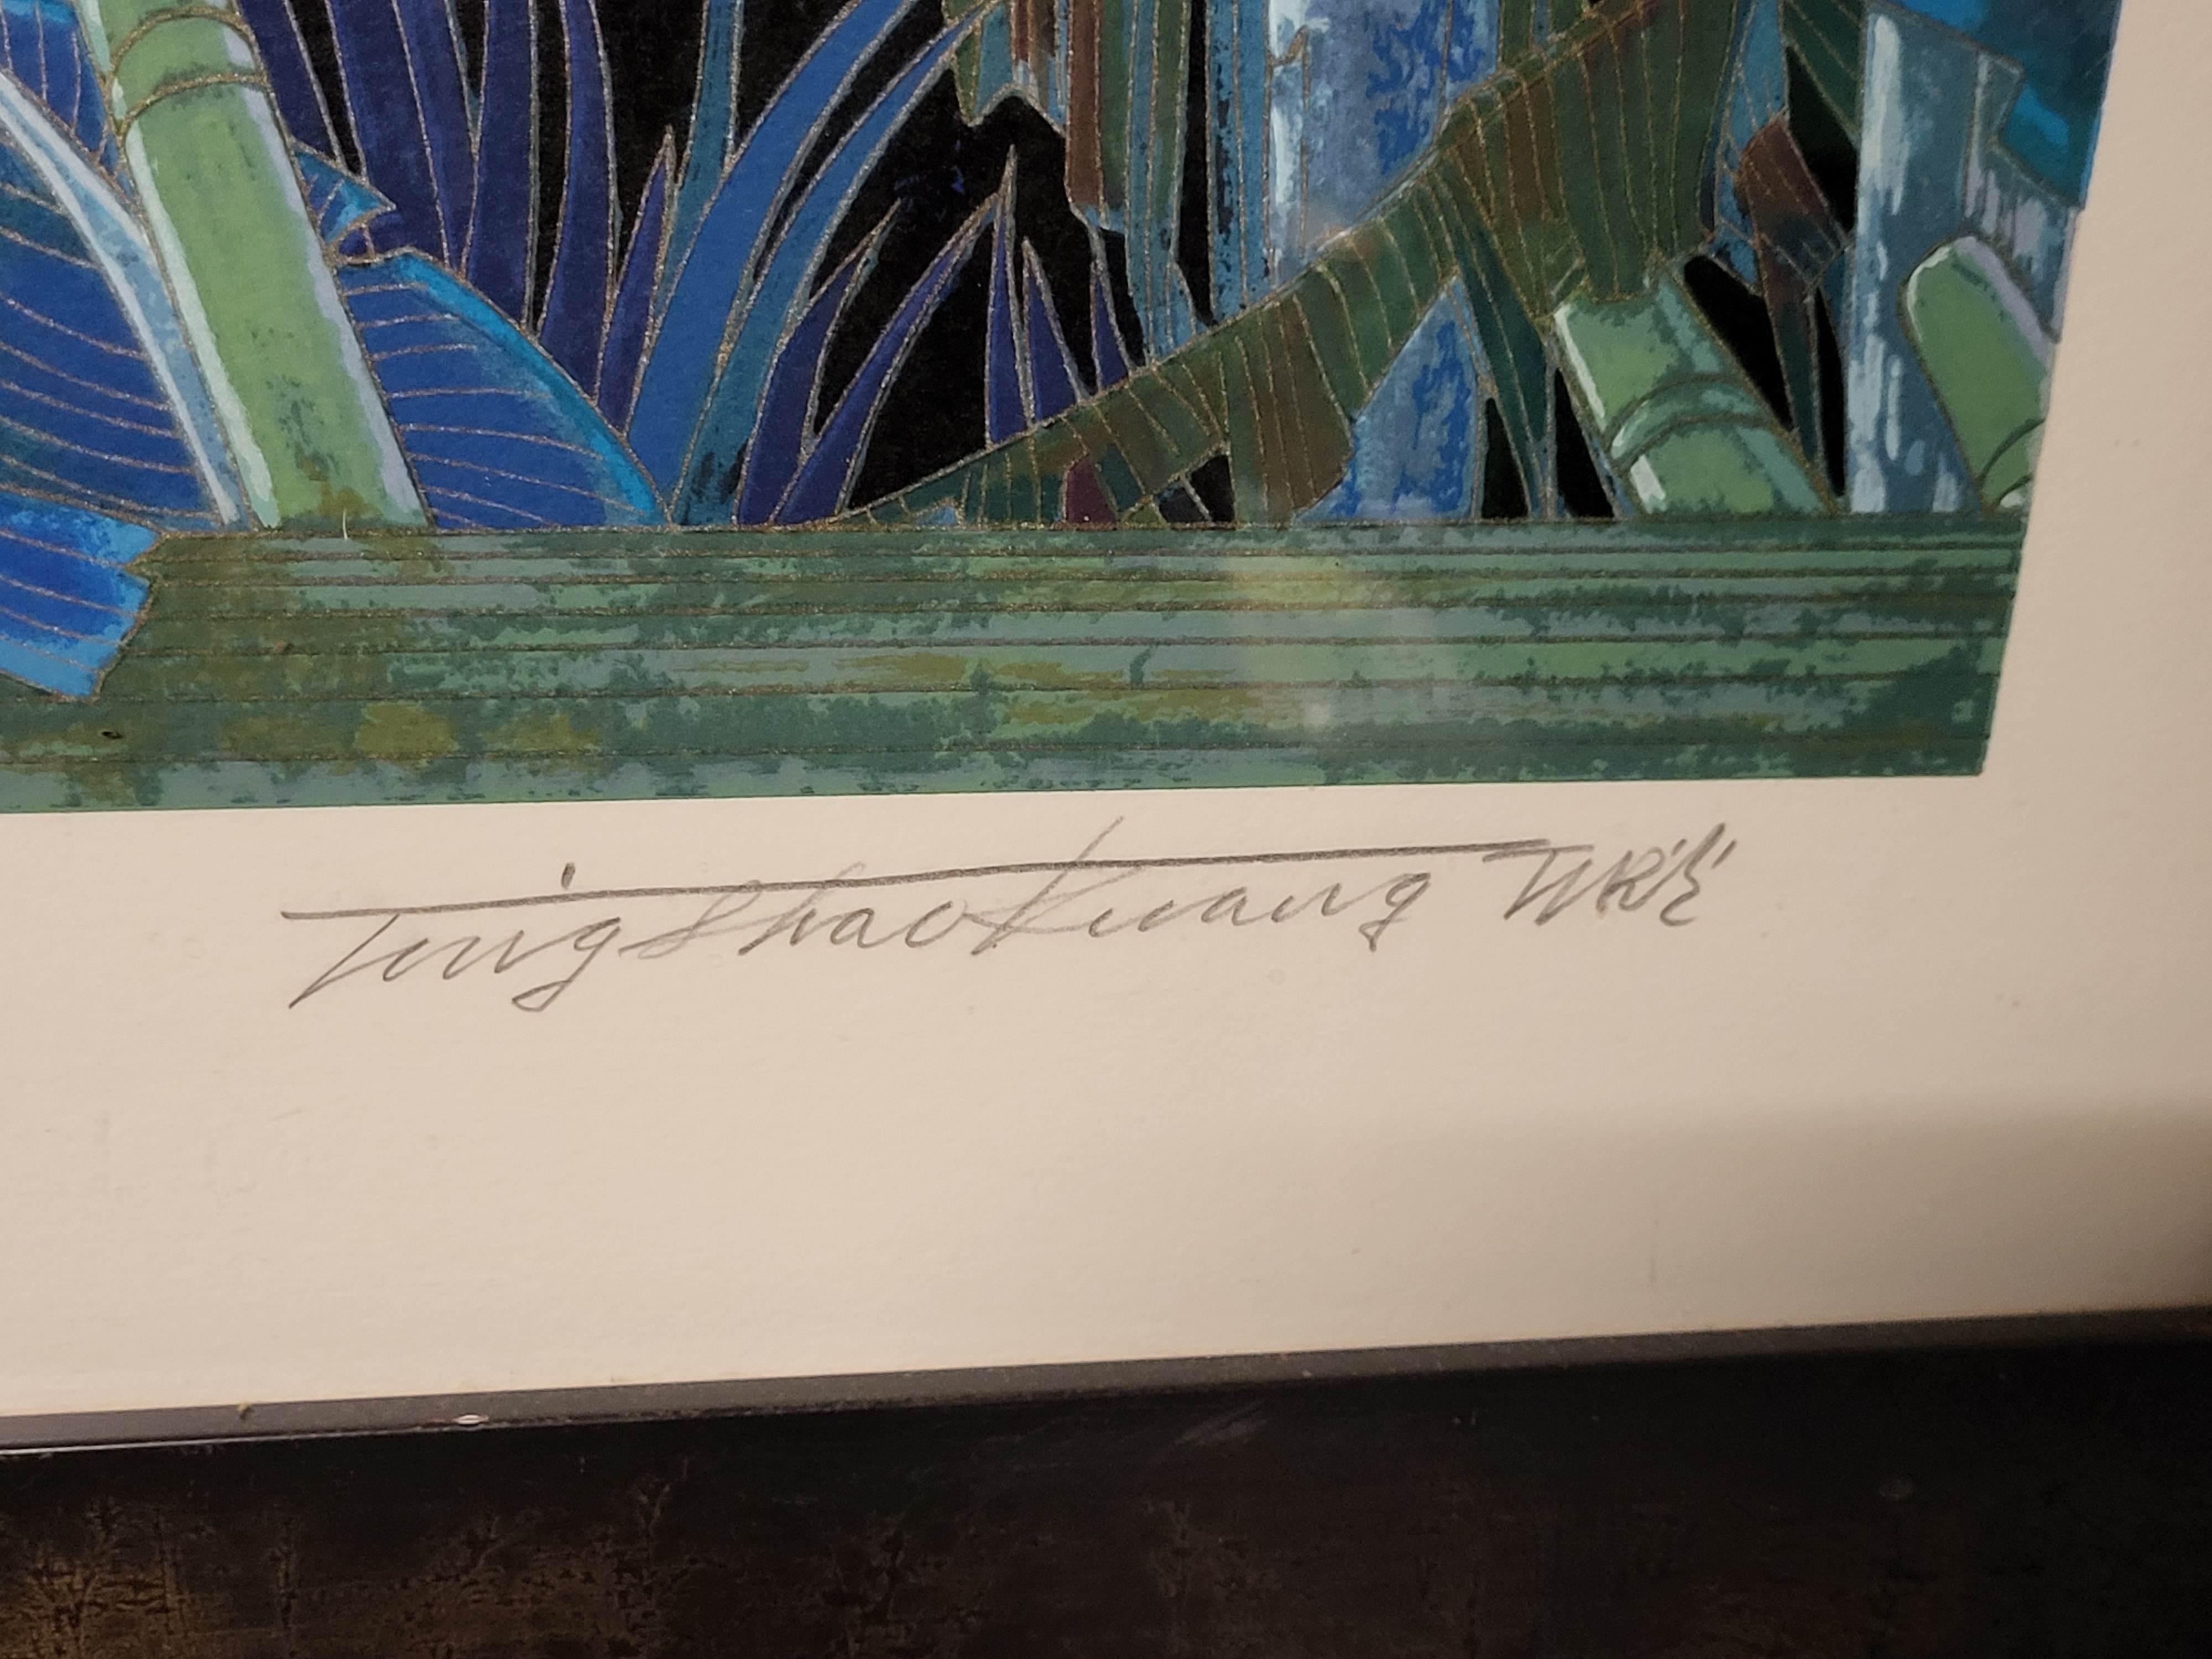 Ting Shao Kuang 丁绍光